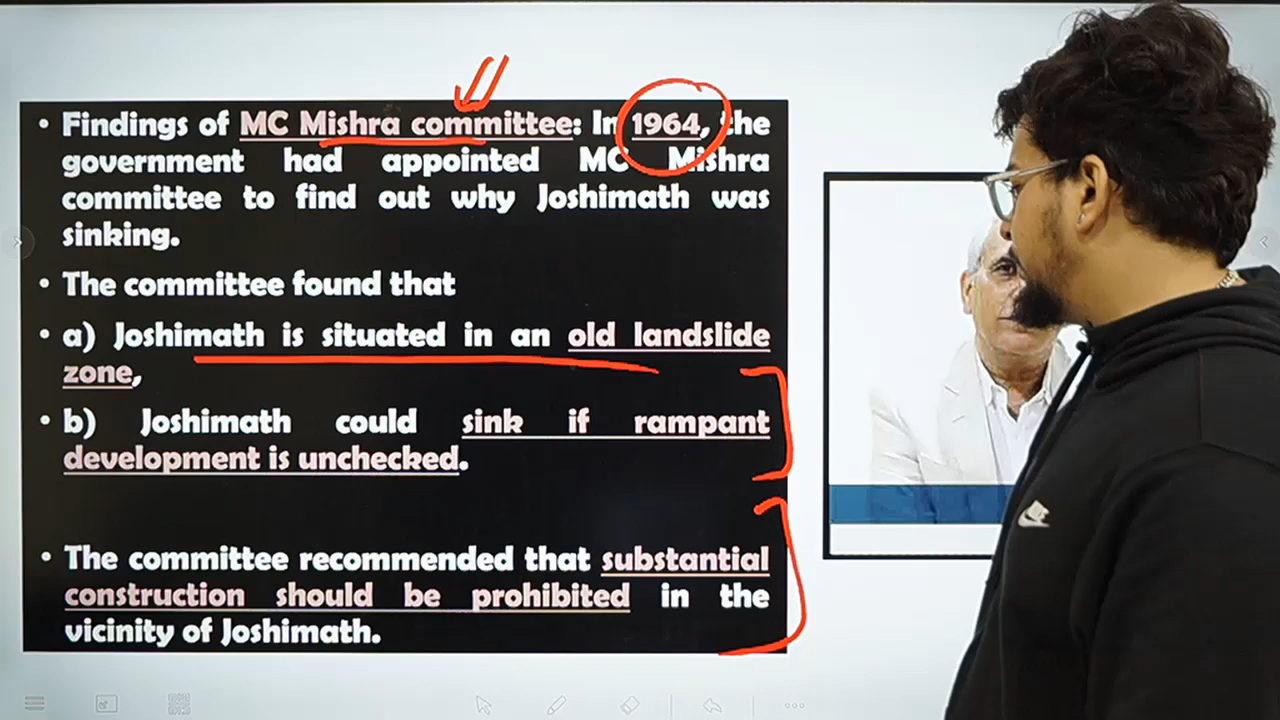 • Findings of MC Mishra committee: In 1964, the
government had appointed MC Mishra
committee to find out why Joshimath was
sinking.
• The committee found that
• a) Joshimath is situated in an old landslide
zone,
• b) Joshimath could sink if rampant
development is unchecked.
• The committee recommended that substantial
construction should be prohibited in the
vicinity of Joshimath.